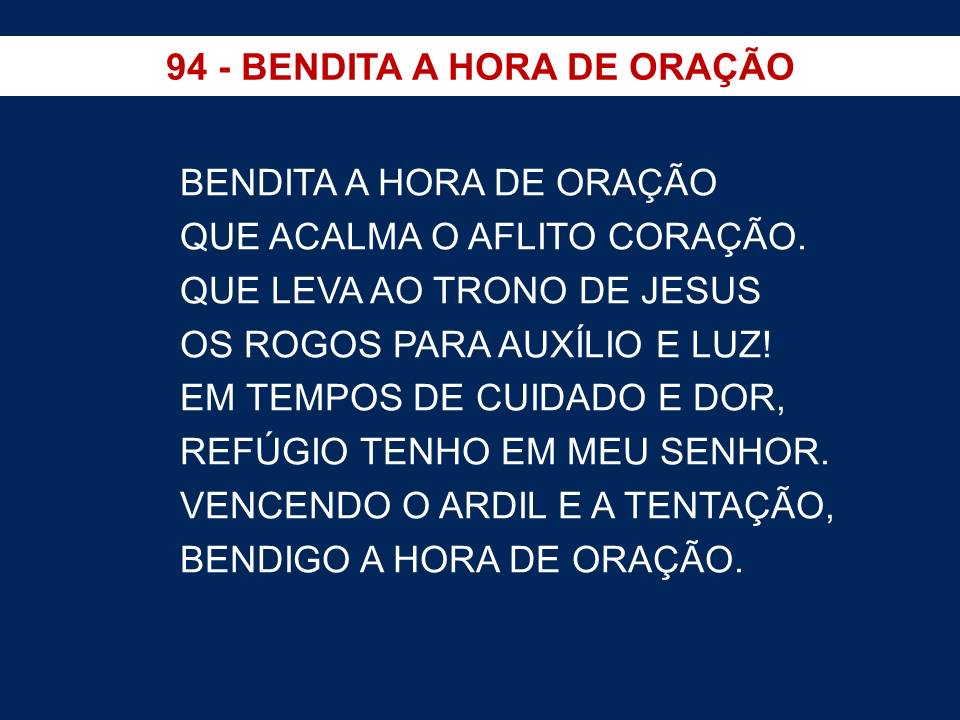 94 - BENDITA A HORA DE ORAÇÃO
BENDITA A HORA DE ORAÇÃO
QUE ACALMA O AFLITO CORAÇÃO.
QUE LEVA AO TRONO DE JESUS
OS ROGOS PARA AUXÍLIO E LUZ!
EM TEMPOS DE CUIDADO E DOR,
REFÚGIO TENHO EM MEU SENHOR.
VENCENDO O ARDIL E A TENTAÇÃO,
BENDIGO A HORA DE ORAÇÃO.